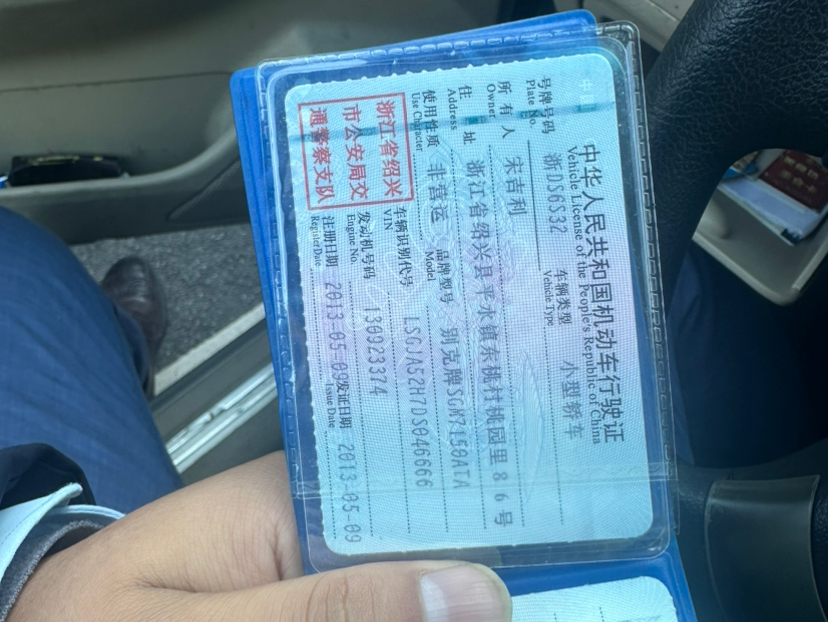 中华人民共和国机动车行驶证
Vehicle License of the People's Republic of China
号牌号码 浙DS6332 车辆类型 小型轿车
Plate No. Vehicle Type
所有人 宋吉利
Owner
住址 浙江省绍兴县平水镇东桃村桃园里86号
Address
使用性质 非营运 品牌型号 别克牌SGM7150ATA
Use Character Model
浙江省绍兴
市公安局交
通警察支队
车辆识别代号 LSGJA52H7DS046666
VIN
发动机号码 130923374
Engine No.
注册日期 2013-05-09 发证日期 2013-05-09
Register Date Issue Date